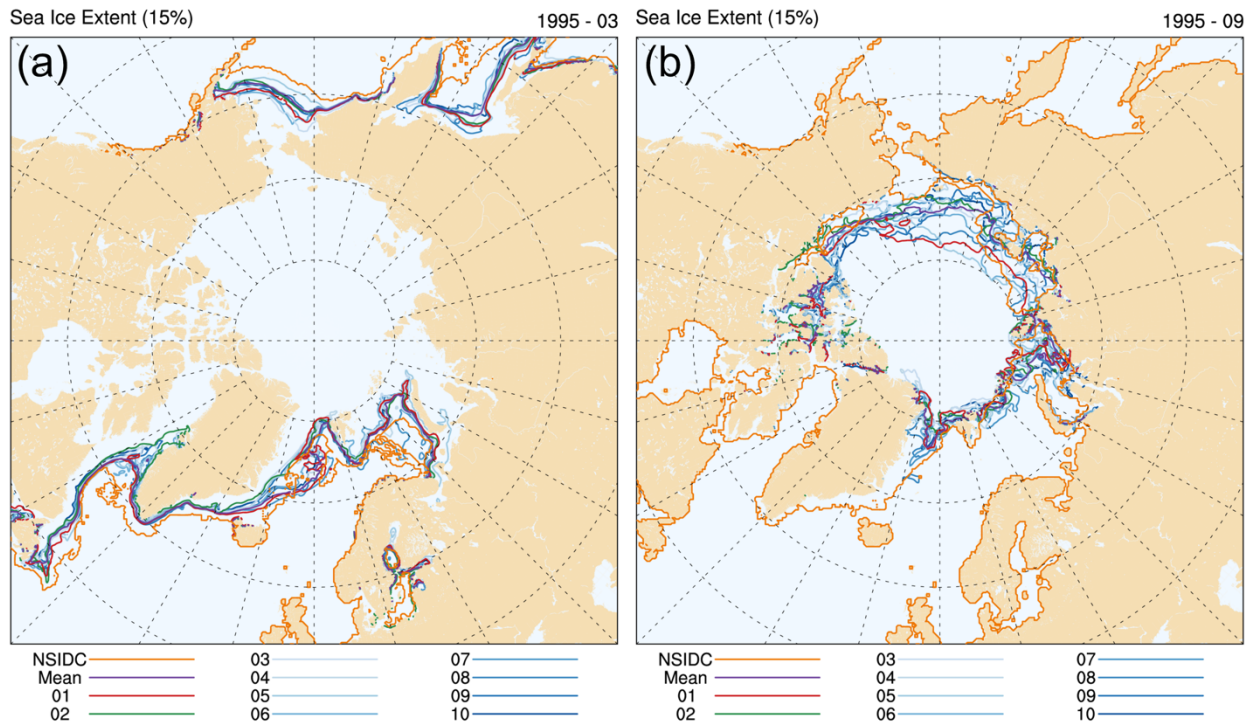 Sea Ice Extent (15%) 1995 - 03
(a)
NSIDC 03 07
Mean 04 08
01 05 09
02 06 10
Sea Ice Extent (15%) 1995 - 09
(b)
NSIDC 03 07
Mean 04 08
01 05 09
02 06 10